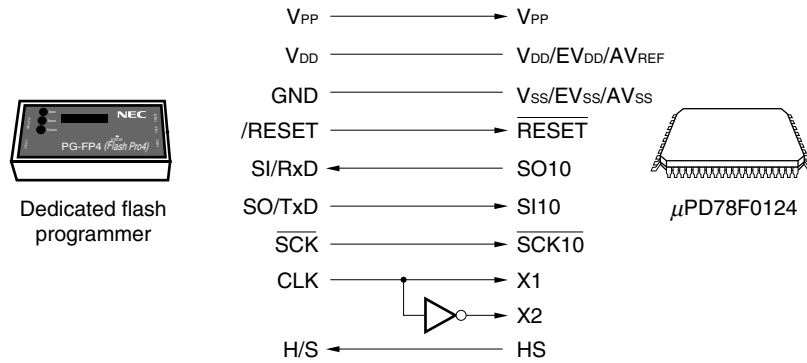 VPP VPP
VDD VDD/EVDD/AVREF
GND VSS/EVSS/AVSS
/RESET RESET
SI/RxD SO10
SO/TxD SI10
SCK SCK10
CLK X1
X2
H/S HS
NEC
PG-FP4 (Flash Pro4)
Dedicated flash
programmer
μPD78F0124